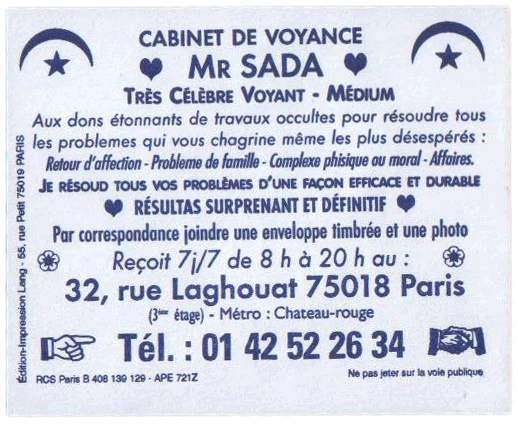 CABINET DE VOYANCE
MR SADA
TRÈS CÉLÈBRE VOYANT - MÉDIUM
Aux dons étonnants de travaux occultes pour résoudre tous
les problemes qui vous chagrine même les plus désespérés :
Retour d'affection - Probleme de famille - Complexe phisique ou moral - Affaires.
JE RÉSOUD TOUS VOS PROBLÈMES D'UNE FAÇON EFFICACE ET DURABLE
RÉSULTAS SURPRENANT ET DÉFINITIF
Par correspondance joindre une enveloppe timbrée et une photo
Reçoit 7j/7 de 8 h à 20 h au :
32, rue Laghouat 75018 Paris
(3ème étage) - Métro : Chateau-rouge
Tél. : 01 42 52 26 34
RCS Paris B 408 139 129 - APE 721Z
Ne pas jeter sur la voie publique
Édition-Impression Lang - 55, rue Petit 75019 PARIS